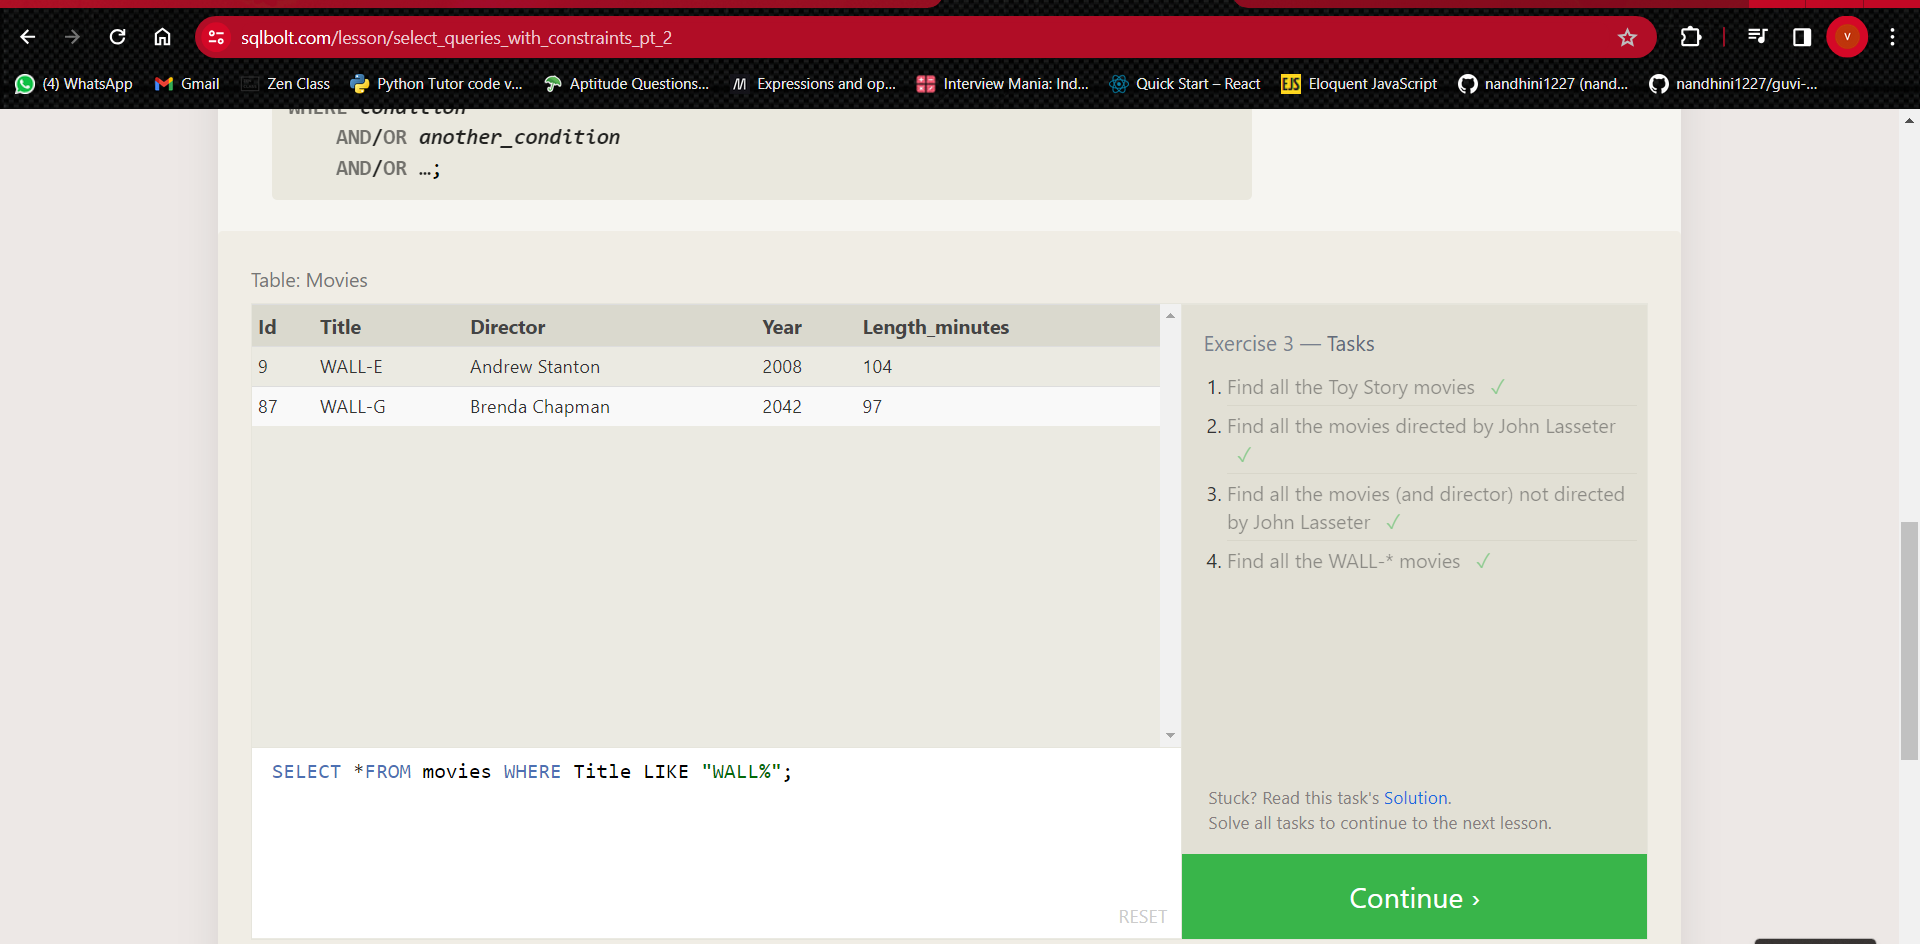 sqlbolt.com/lesson/select_queries_with_constraints_pt_2
V
(4) WhatsApp
Gmail
Zen Class
Python Tutor code v...
Aptitude Questions...
Expressions and op...
Interview Mania: Ind...
Quick Start – React
EJS
Eloquent JavaScript
nandhini1227 (nand...
nandhini1227/guvi-...
WHERE condition
AND/OR another_condition
AND/OR …;
Table: Movies
Id Title Director Year Length_minutes
9 WALL-E Andrew Stanton 2008 104
87 WALL-G Brenda Chapman 2042 97
Exercise 3 — Tasks
1. Find all the Toy Story movies ✓
2. Find all the movies directed by John Lasseter
✓
3. Find all the movies (and director) not directed
by John Lasseter ✓
4. Find all the WALL-* movies ✓
SELECT *FROM movies WHERE Title LIKE "WALL%";
RESET
Stuck? Read this task's Solution.
Solve all tasks to continue to the next lesson.
Continue ›